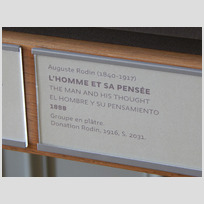 Auguste Rodin (1840-1917)
L'HOMME ET SA PENSÉE
THE MAN AND HIS THOUGHT
EL HOMBRE Y SU PENSAMIENTO
1888
Groupe en plâtre.
Donation Rodin, 1916, S. 2031.